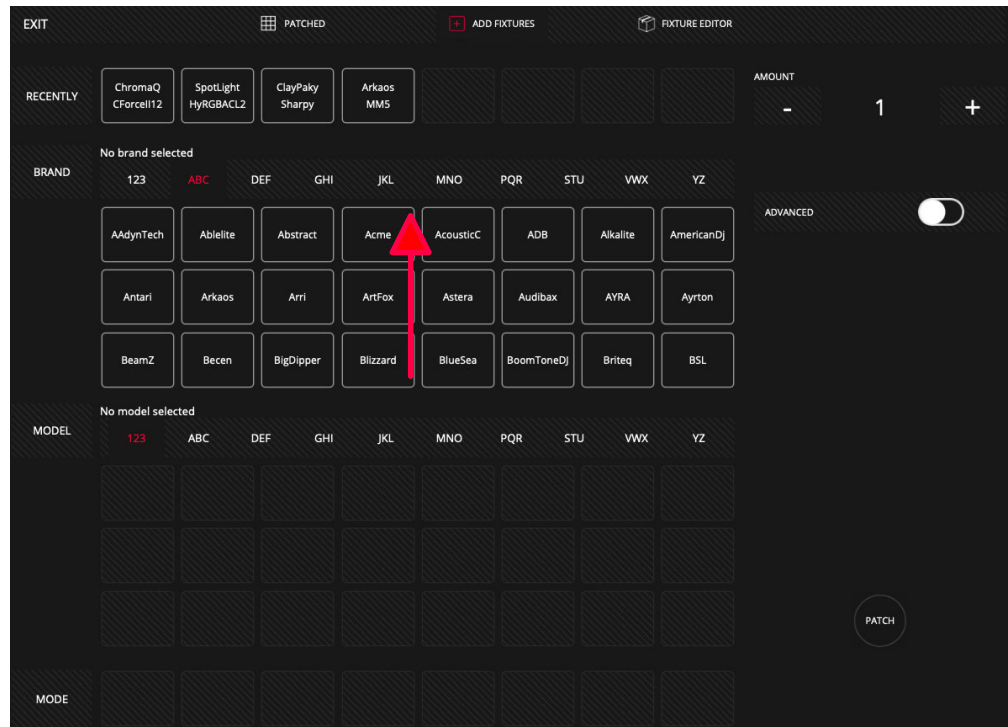 EXIT
PATCHED
ADD FIXTURES
FIXTURE EDITOR
RECENTLY
ChromaQ
CForceII12
SpotLight
HyRGBACL2
ClayPaky
Sharpy
Arkaos
MM5
AMOUNT
- 1 +
BRAND
No brand selected
123 ABC DEF GHI JKL MNO PQR STU VWX YZ
ADVANCED
AAdynTech Ablelite Abstract Acme AcousticC ADB Alkalite AmericanDj
Antari Arkaos Arri ArtFox Astera Audibax AYRA Ayrton
BeamZ Becen BigDipper Blizzard BlueSea BoomToneDJ Briteq BSL
MODEL
No model selected
123 ABC DEF GHI JKL MNO PQR STU VWX YZ
PATCH
MODE